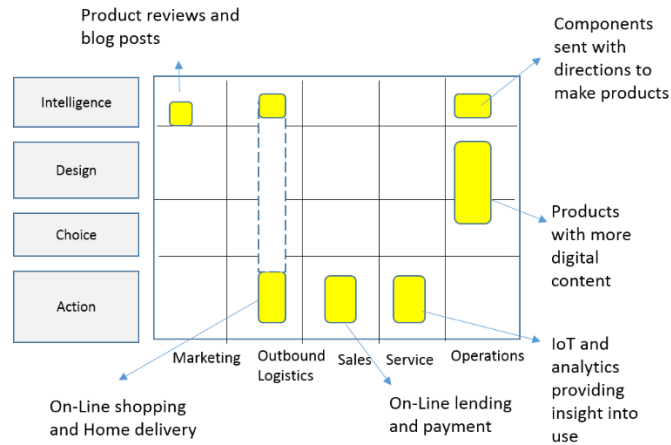 Product reviews and
blog posts
Components
sent with
directions to
make products
Intelligence
Design
Choice
Action
Products
with more
digital
content
Marketing
Outbound
Logistics
Sales
Service
Operations
IoT and
analytics
providing
insight into
use
On-Line shopping
and Home delivery
On-Line lending
and payment